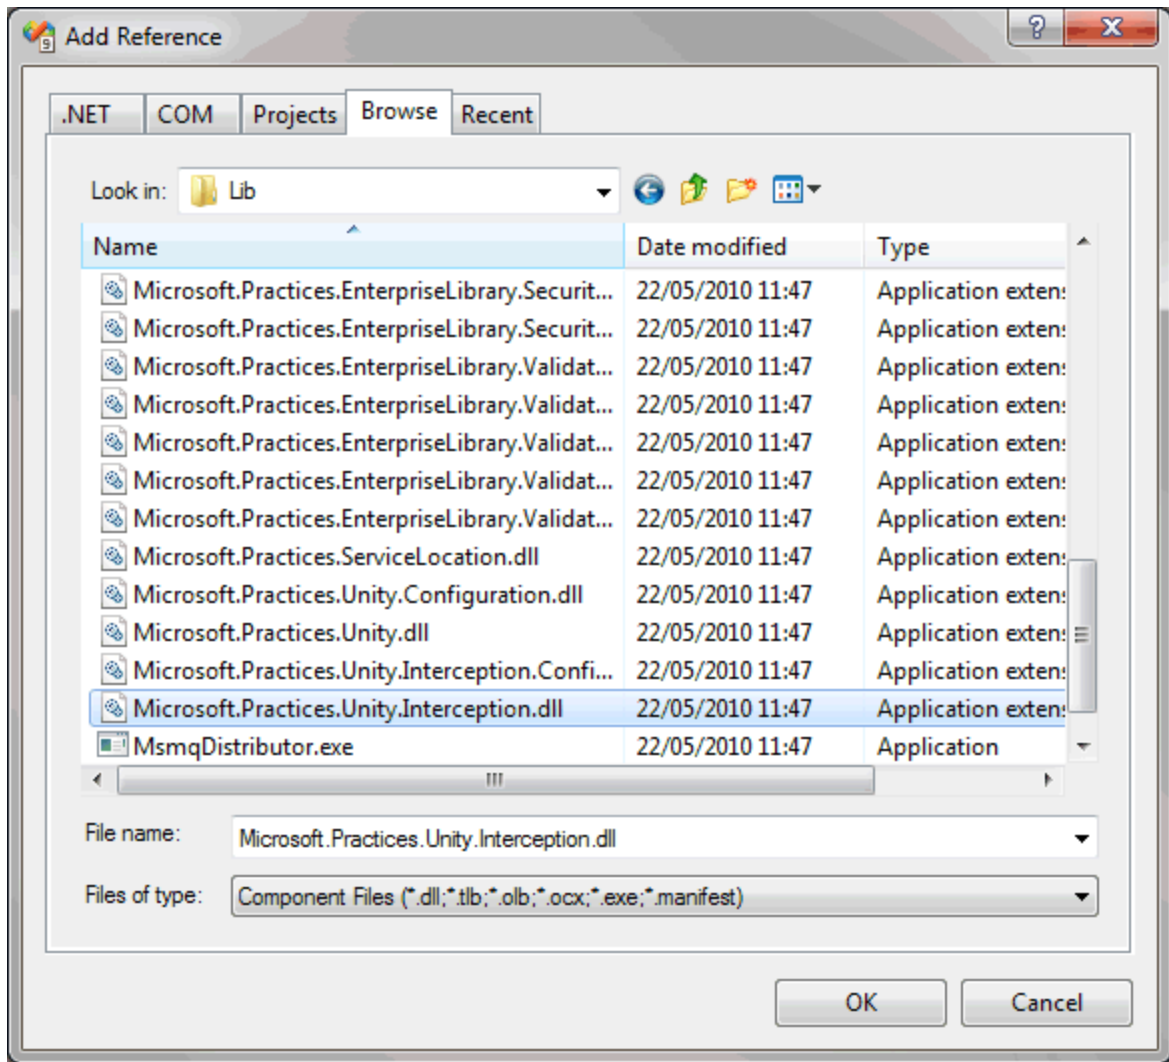 Add Reference
.NET COM Projects Browse Recent
Look in: Lib
Name Date modified Type
Microsoft.Practices.EnterpriseLibrary.Securit... 22/05/2010 11:47 Application extens
Microsoft.Practices.EnterpriseLibrary.Securit... 22/05/2010 11:47 Application extens
Microsoft.Practices.EnterpriseLibrary.Validat... 22/05/2010 11:47 Application extens
Microsoft.Practices.EnterpriseLibrary.Validat... 22/05/2010 11:47 Application extens
Microsoft.Practices.EnterpriseLibrary.Validat... 22/05/2010 11:47 Application extens
Microsoft.Practices.EnterpriseLibrary.Validat... 22/05/2010 11:47 Application extens
Microsoft.Practices.EnterpriseLibrary.Validat... 22/05/2010 11:47 Application extens
Microsoft.Practices.ServiceLocation.dll 22/05/2010 11:47 Application extens
Microsoft.Practices.Unity.Configuration.dll 22/05/2010 11:47 Application extens
Microsoft.Practices.Unity.dll 22/05/2010 11:47 Application extens
Microsoft.Practices.Unity.Interception.Confi... 22/05/2010 11:47 Application extens
Microsoft.Practices.Unity.Interception.dll 22/05/2010 11:47 Application extens
MsmqDistributor.exe 22/05/2010 11:47 Application
File name: Microsoft.Practices.Unity.Interception.dll
Files of type: Component Files (*.dll;*.tlb;*.olb;*.ocx;*.exe;*.manifest)
OK Cancel